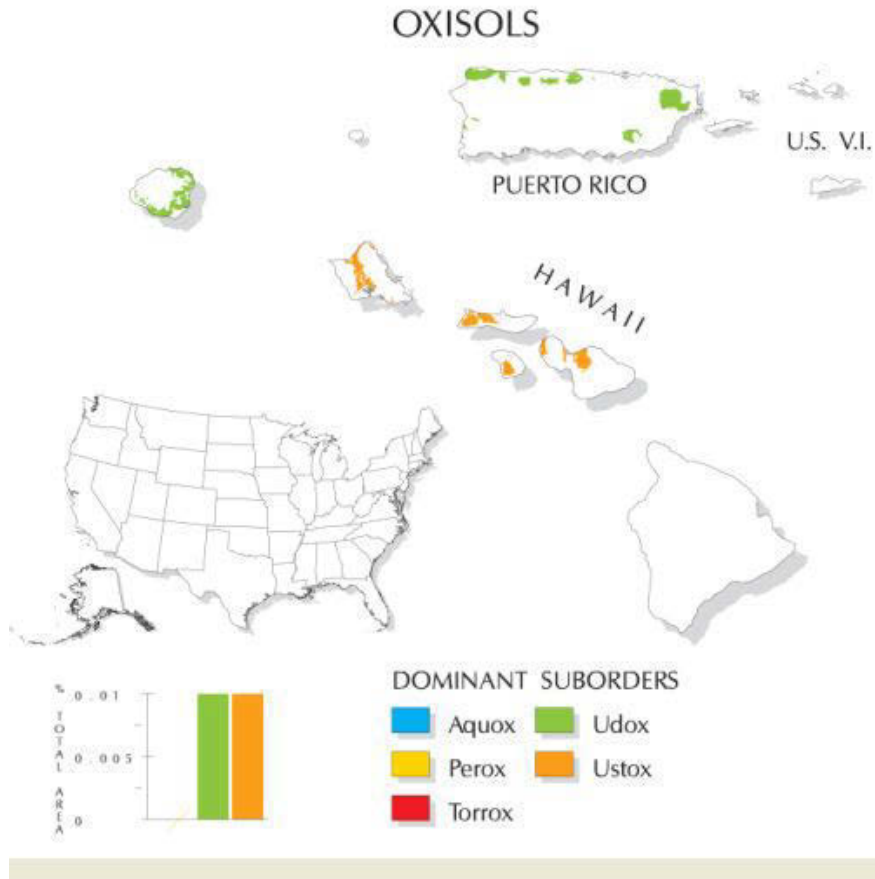 OXISOLS
U.S. V.I.
PUERTO RICO
HAWAII
DOMINANT SUBORDERS
Aquox
Udox
Perox
Ustox
Torrox
% TOTAL AREA
0.01
0.005
0